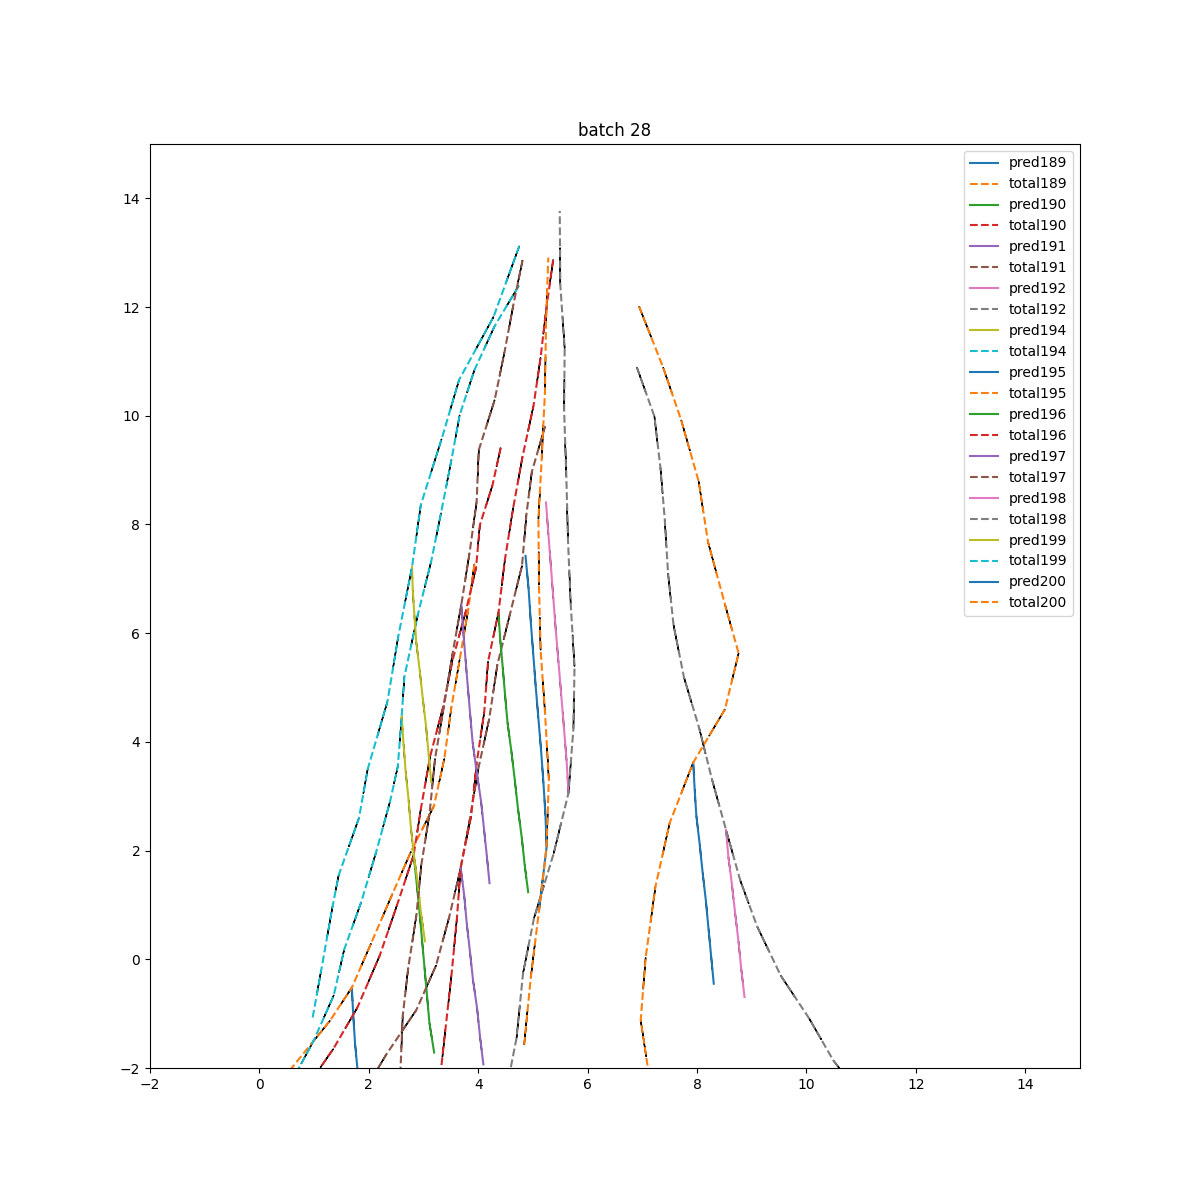 batch 28
pred189
total189
pred190
total190
pred191
total191
pred192
total192
pred194
total194
pred195
total195
pred196
total196
pred197
total197
pred198
total198
pred199
total199
pred200
total200
14
12
10
8
6
4
2
0
−2
−2 0 2 4 6 8 10 12 14